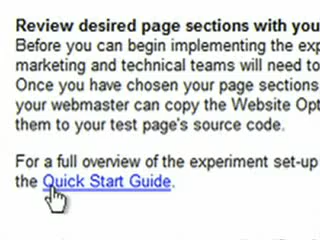 Review desired page sections with you
Before you can begin implementing the exp
marketing and technical teams will need to
Once you have chosen your page sections
your webmaster can copy the Website Opt
them to your test page's source code.
For a full overview of the experiment set-up
the Quick Start Guide.